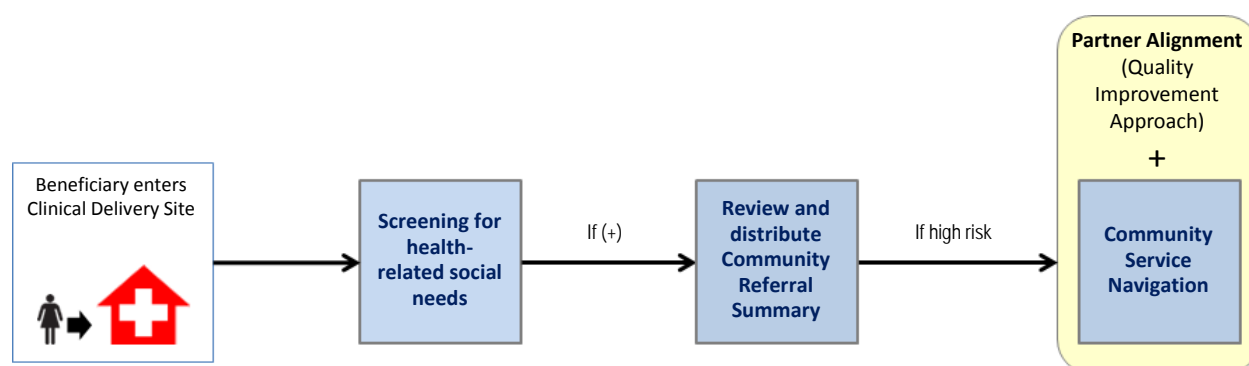 Beneficiary enters
Clinical Delivery Site
Screening for
health-
related social
needs
If (+)
Review and
distribute
Community
Referral
Summary
If high risk
Partner Alignment
(Quality
Improvement
Approach)
+
Community
Service
Navigation